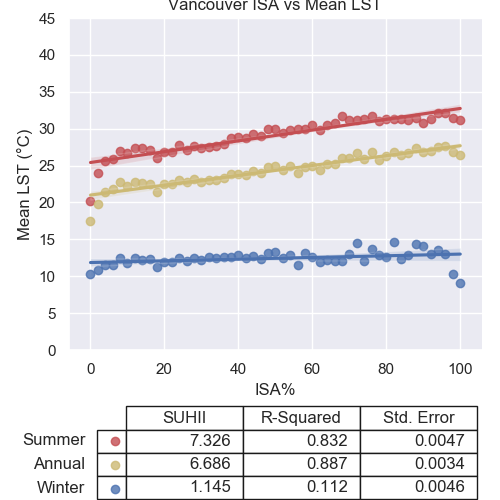 Vancouver ISA vs Mean LST
45
40
35
30
25
20
15
10
5
0
Mean LST (°C)
0 20 40 60 80 100
ISA%
SUHII R-Squared Std. Error
Summer 7.326 0.832 0.0047
Annual 6.686 0.887 0.0034
Winter 1.145 0.112 0.0046